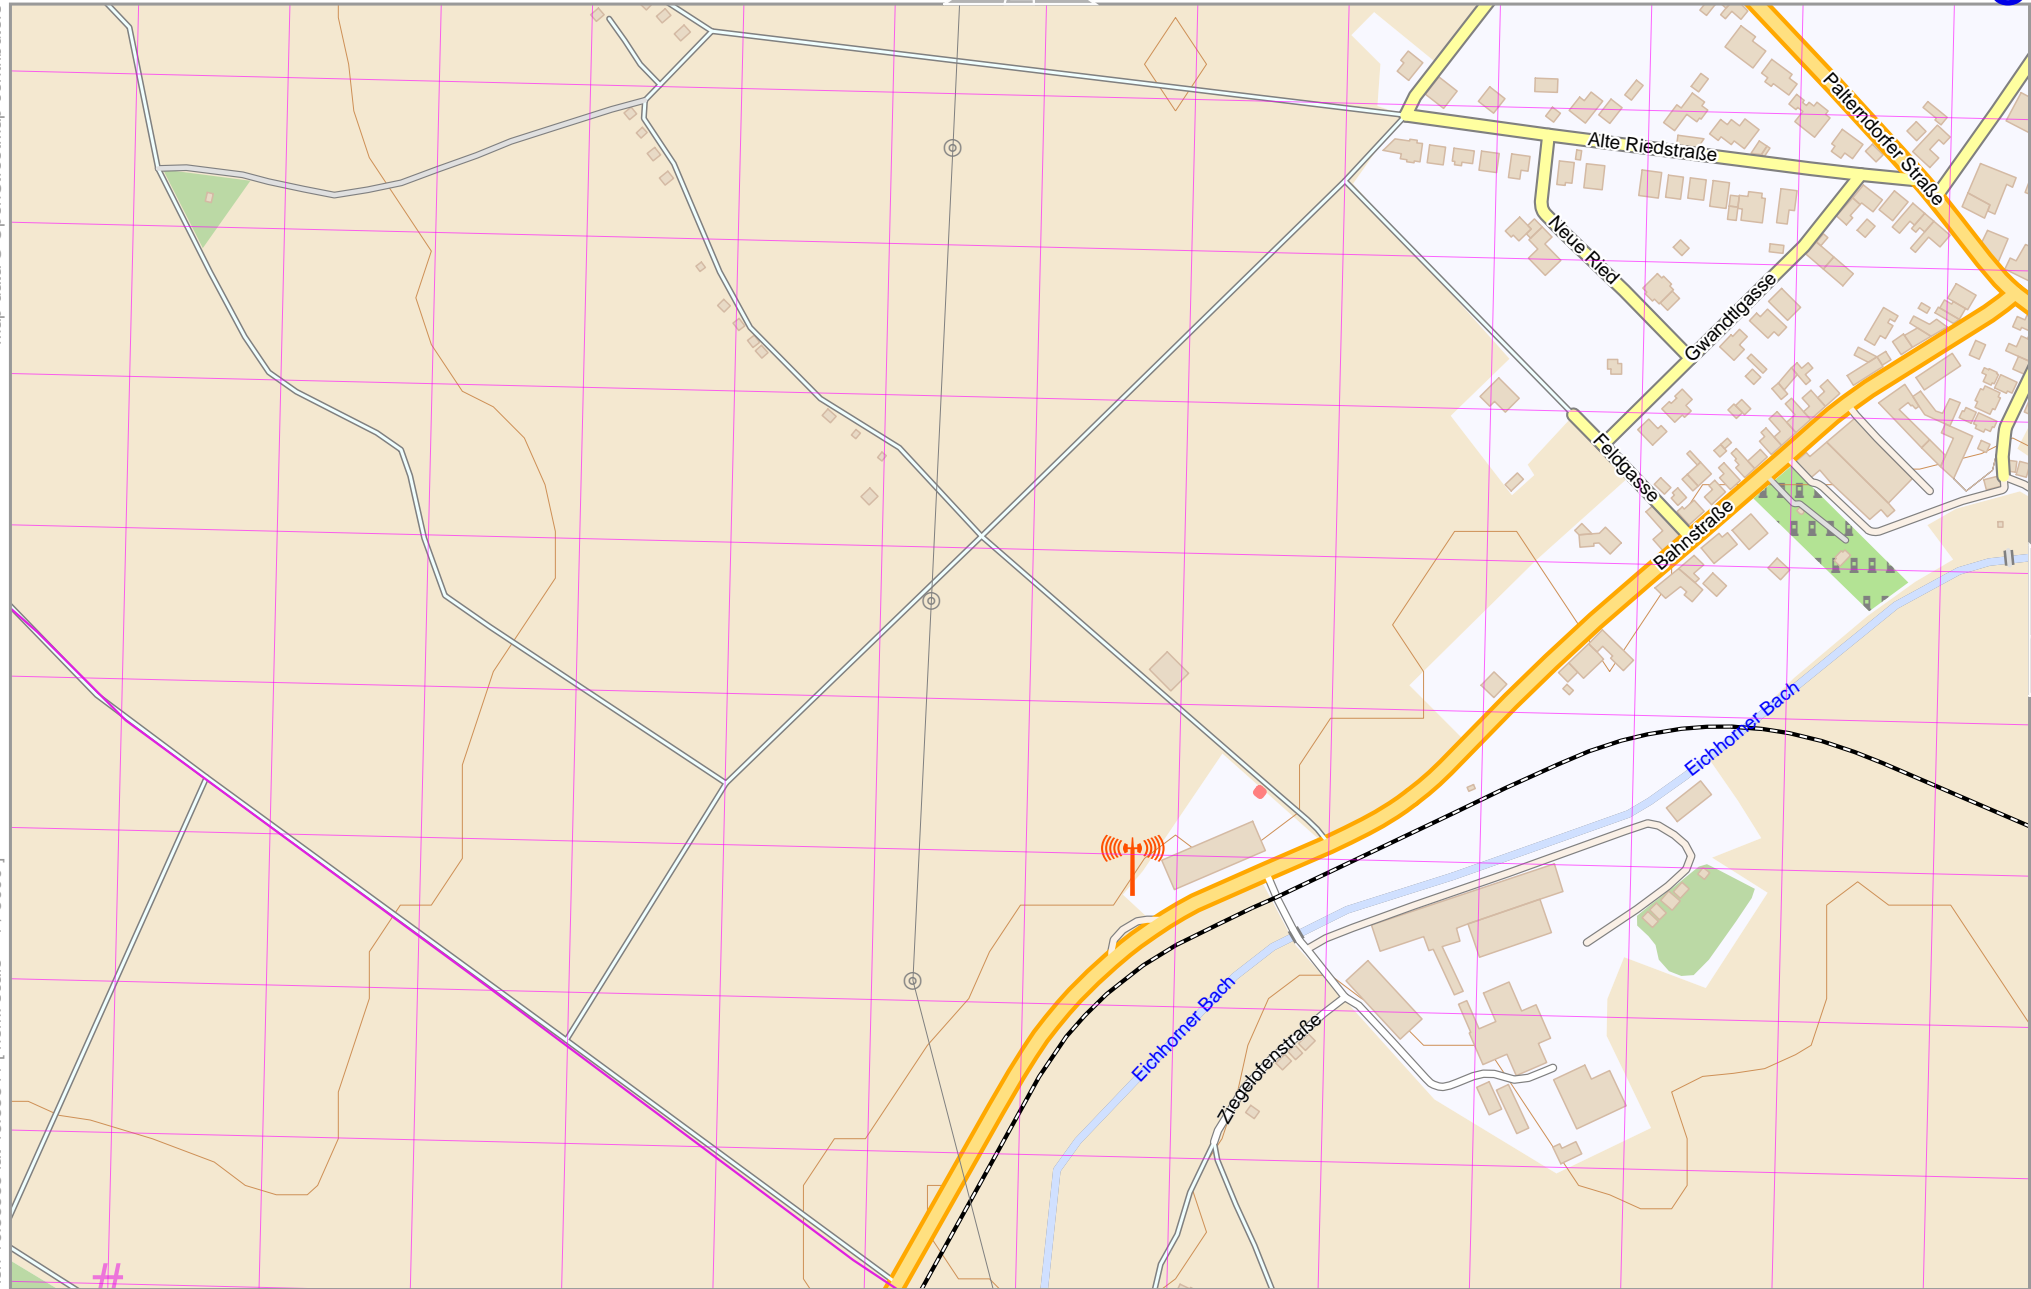 Palterndorfer Straße
Alte Riedstraße
Neue Ried
Gwandtlgasse
Feldgasse
Bahnstraße
Eichhorner Bach
Eichhorner Bach
Ziegelofenstraße
#